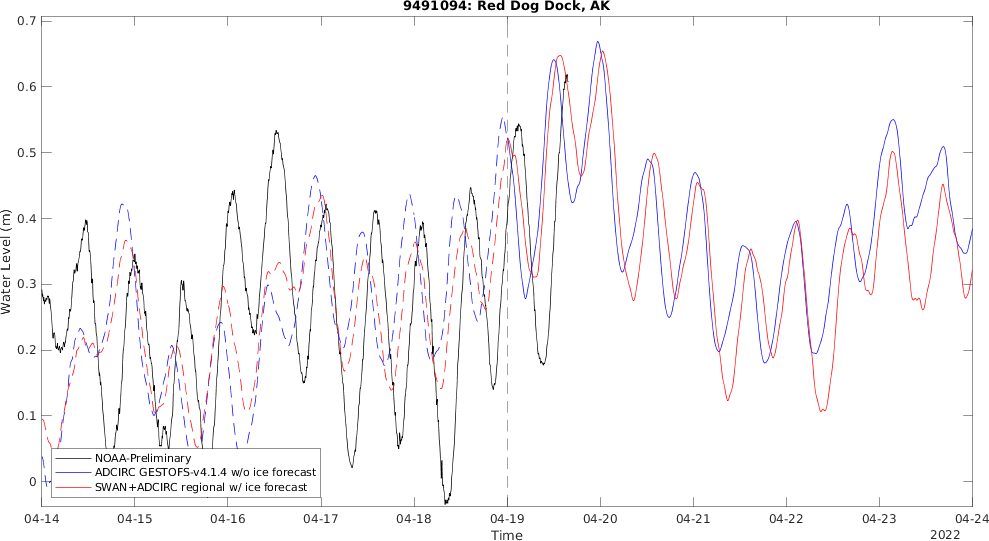 9491094: Red Dog Dock, AK
0.7
0.6
0.5
0.4
0.3
0.2
0.1
0
Water Level (m)
NOAA-Preliminary
ADCIRC GESTOFS-v4.1.4 w/o ice forecast
SWAN+ADCIRC regional w/ ice forecast
04-14 04-15 04-16 04-17 04-18 04-19 04-20 04-21 04-22 04-23 04-24
Time
2022